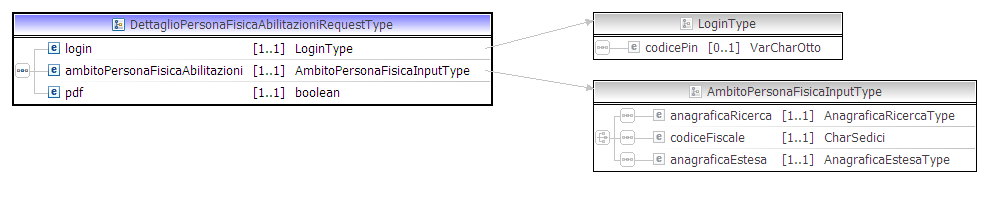 DettaglioPersonaFisicaAbilitazioniRequestType
login [1..1] LoginType
ambitoPersonaFisicaAbilitazioni [1..1] AmbitoPersonaFisicaInputType
pdf [1..1] boolean
LoginType
codicePin [0..1] VarCharOtto
AmbitoPersonaFisicaInputType
anagraficaRicerca [1..1] AnagraficaRicercaType
codiceFiscale [1..1] CharSedici
anagraficaEstesa [1..1] AnagraficaEstesaType